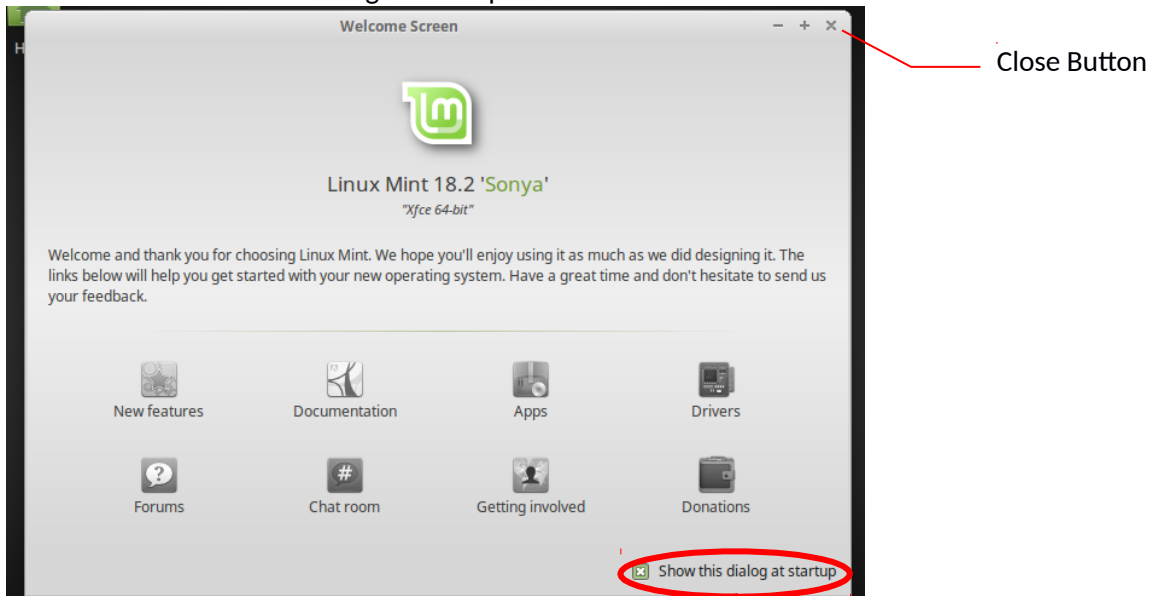 Welcome Screen
Close Button
Linux Mint 18.2 'Sonya'
"Xfce 64-bit"
Welcome and thank you for choosing Linux Mint. We hope you'll enjoy using it as much as we did designing it. The
links below will help you get started with your new operating system. Have a great time and don't hesitate to send us
your feedback.
New features Documentation Apps Drivers
Forums Chat room Getting involved Donations
Show this dialog at startup